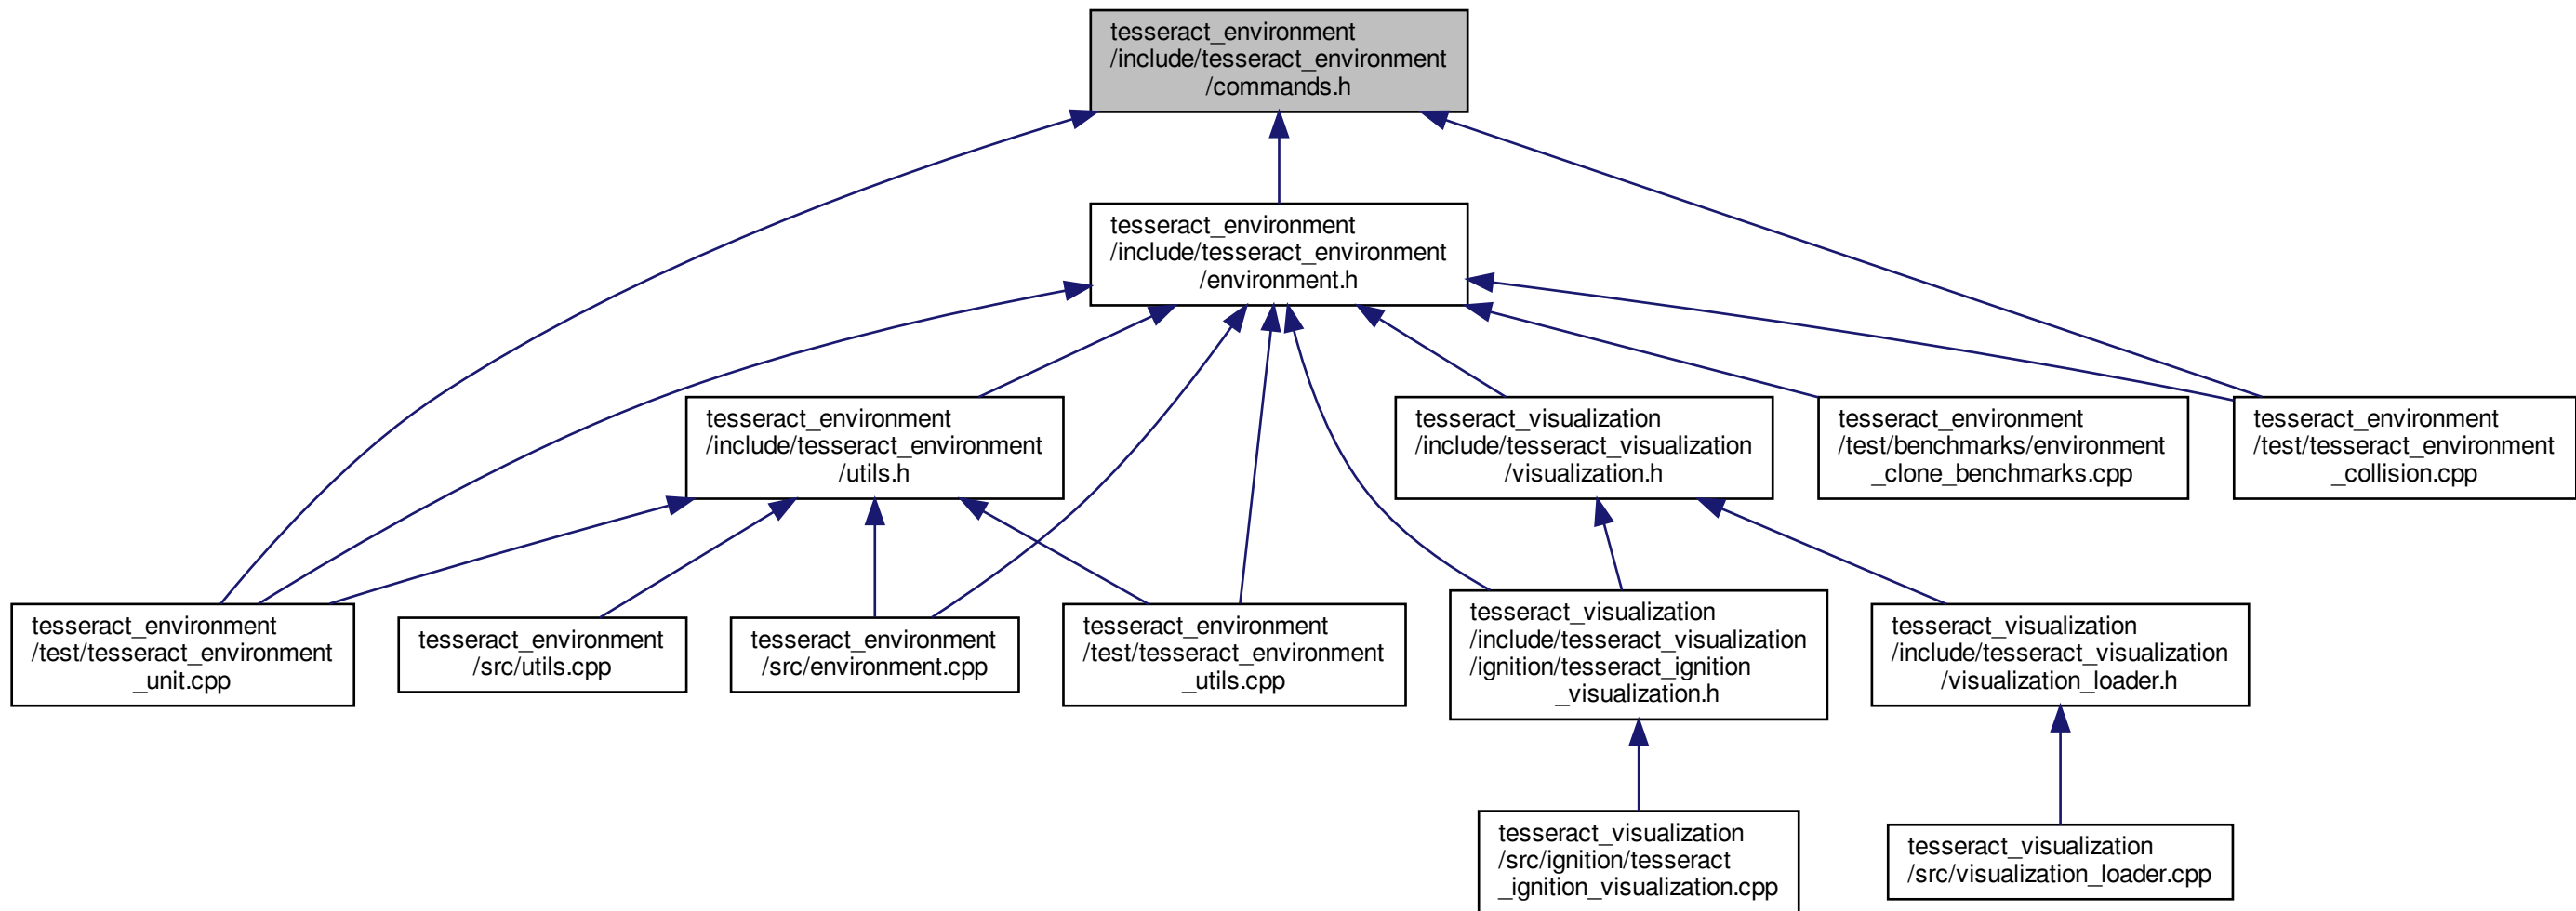 tesseract_environment
/include/tesseract_environment
/commands.h
tesseract_environment
/include/tesseract_environment
/environment.h
tesseract_environment
/include/tesseract_environment
/utils.h
tesseract_visualization
/include/tesseract_visualization
/visualization.h
tesseract_environment
/test/benchmarks/environment
_clone_benchmarks.cpp
tesseract_environment
/test/tesseract_environment
_collision.cpp
tesseract_environment
/test/tesseract_environment
_unit.cpp
tesseract_environment
/src/utils.cpp
tesseract_environment
/src/environment.cpp
tesseract_environment
/test/tesseract_environment
_utils.cpp
tesseract_visualization
/include/tesseract_visualization
/ignition/tesseract_ignition
_visualization.h
tesseract_visualization
/include/tesseract_visualization
/visualization_loader.h
tesseract_visualization
/src/ignition/tesseract
_ignition_visualization.cpp
tesseract_visualization
/src/visualization_loader.cpp